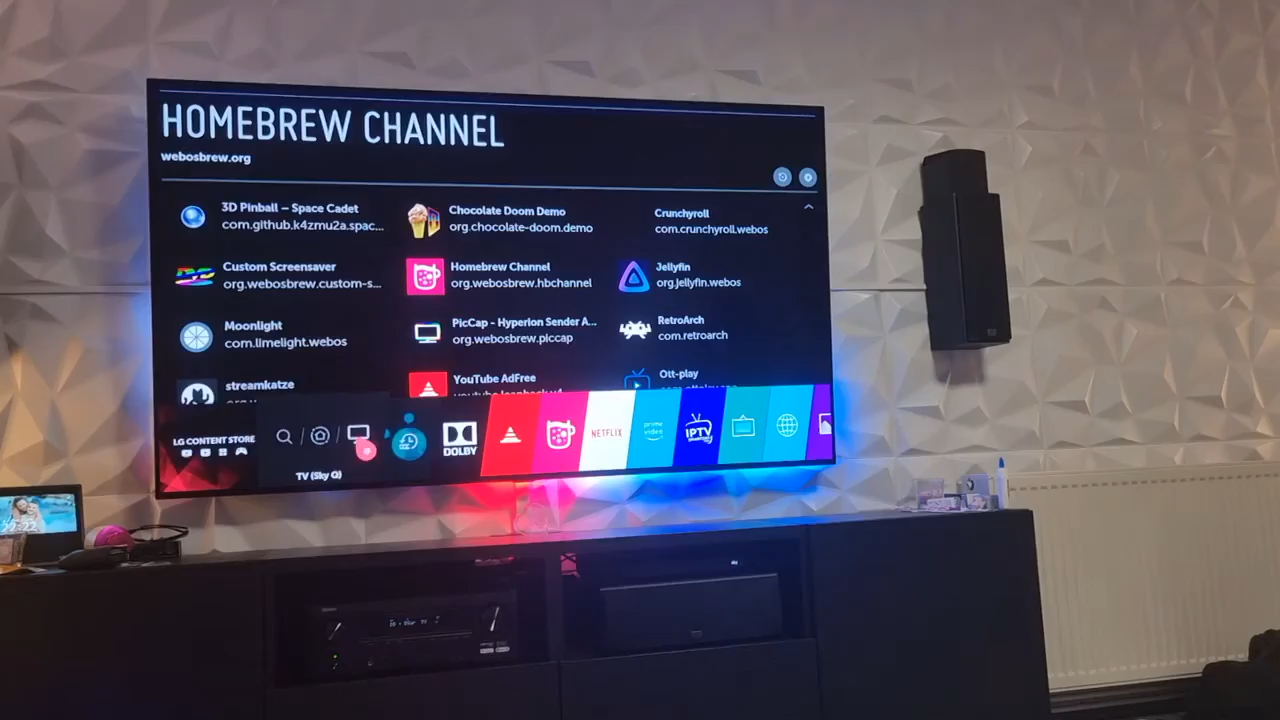 HOMEBREW CHANNEL
webosbrew.org
3D Pinball – Space Cadet
com.github.k4zmu2a.spac...
Chocolate Doom Demo
org.chocolate-doom.demo
Crunchyroll
com.crunchyroll.webos
Custom Screensaver
org.webosbrew.custom-s...
Homebrew Channel
org.webosbrew.hbchannel
Jellyfin
org.jellyfin.webos
Moonlight
com.limelight.webos
PicCap - Hyperion Sender A...
org.webosbrew.piccap
RetroArch
com.retroarch
streamkatze
YouTube AdFree
Ott-play
LG CONTENT STORE
TV (Sky Q)
DOLBY
NETFLIX
prime video
IPTV
22:22
sky